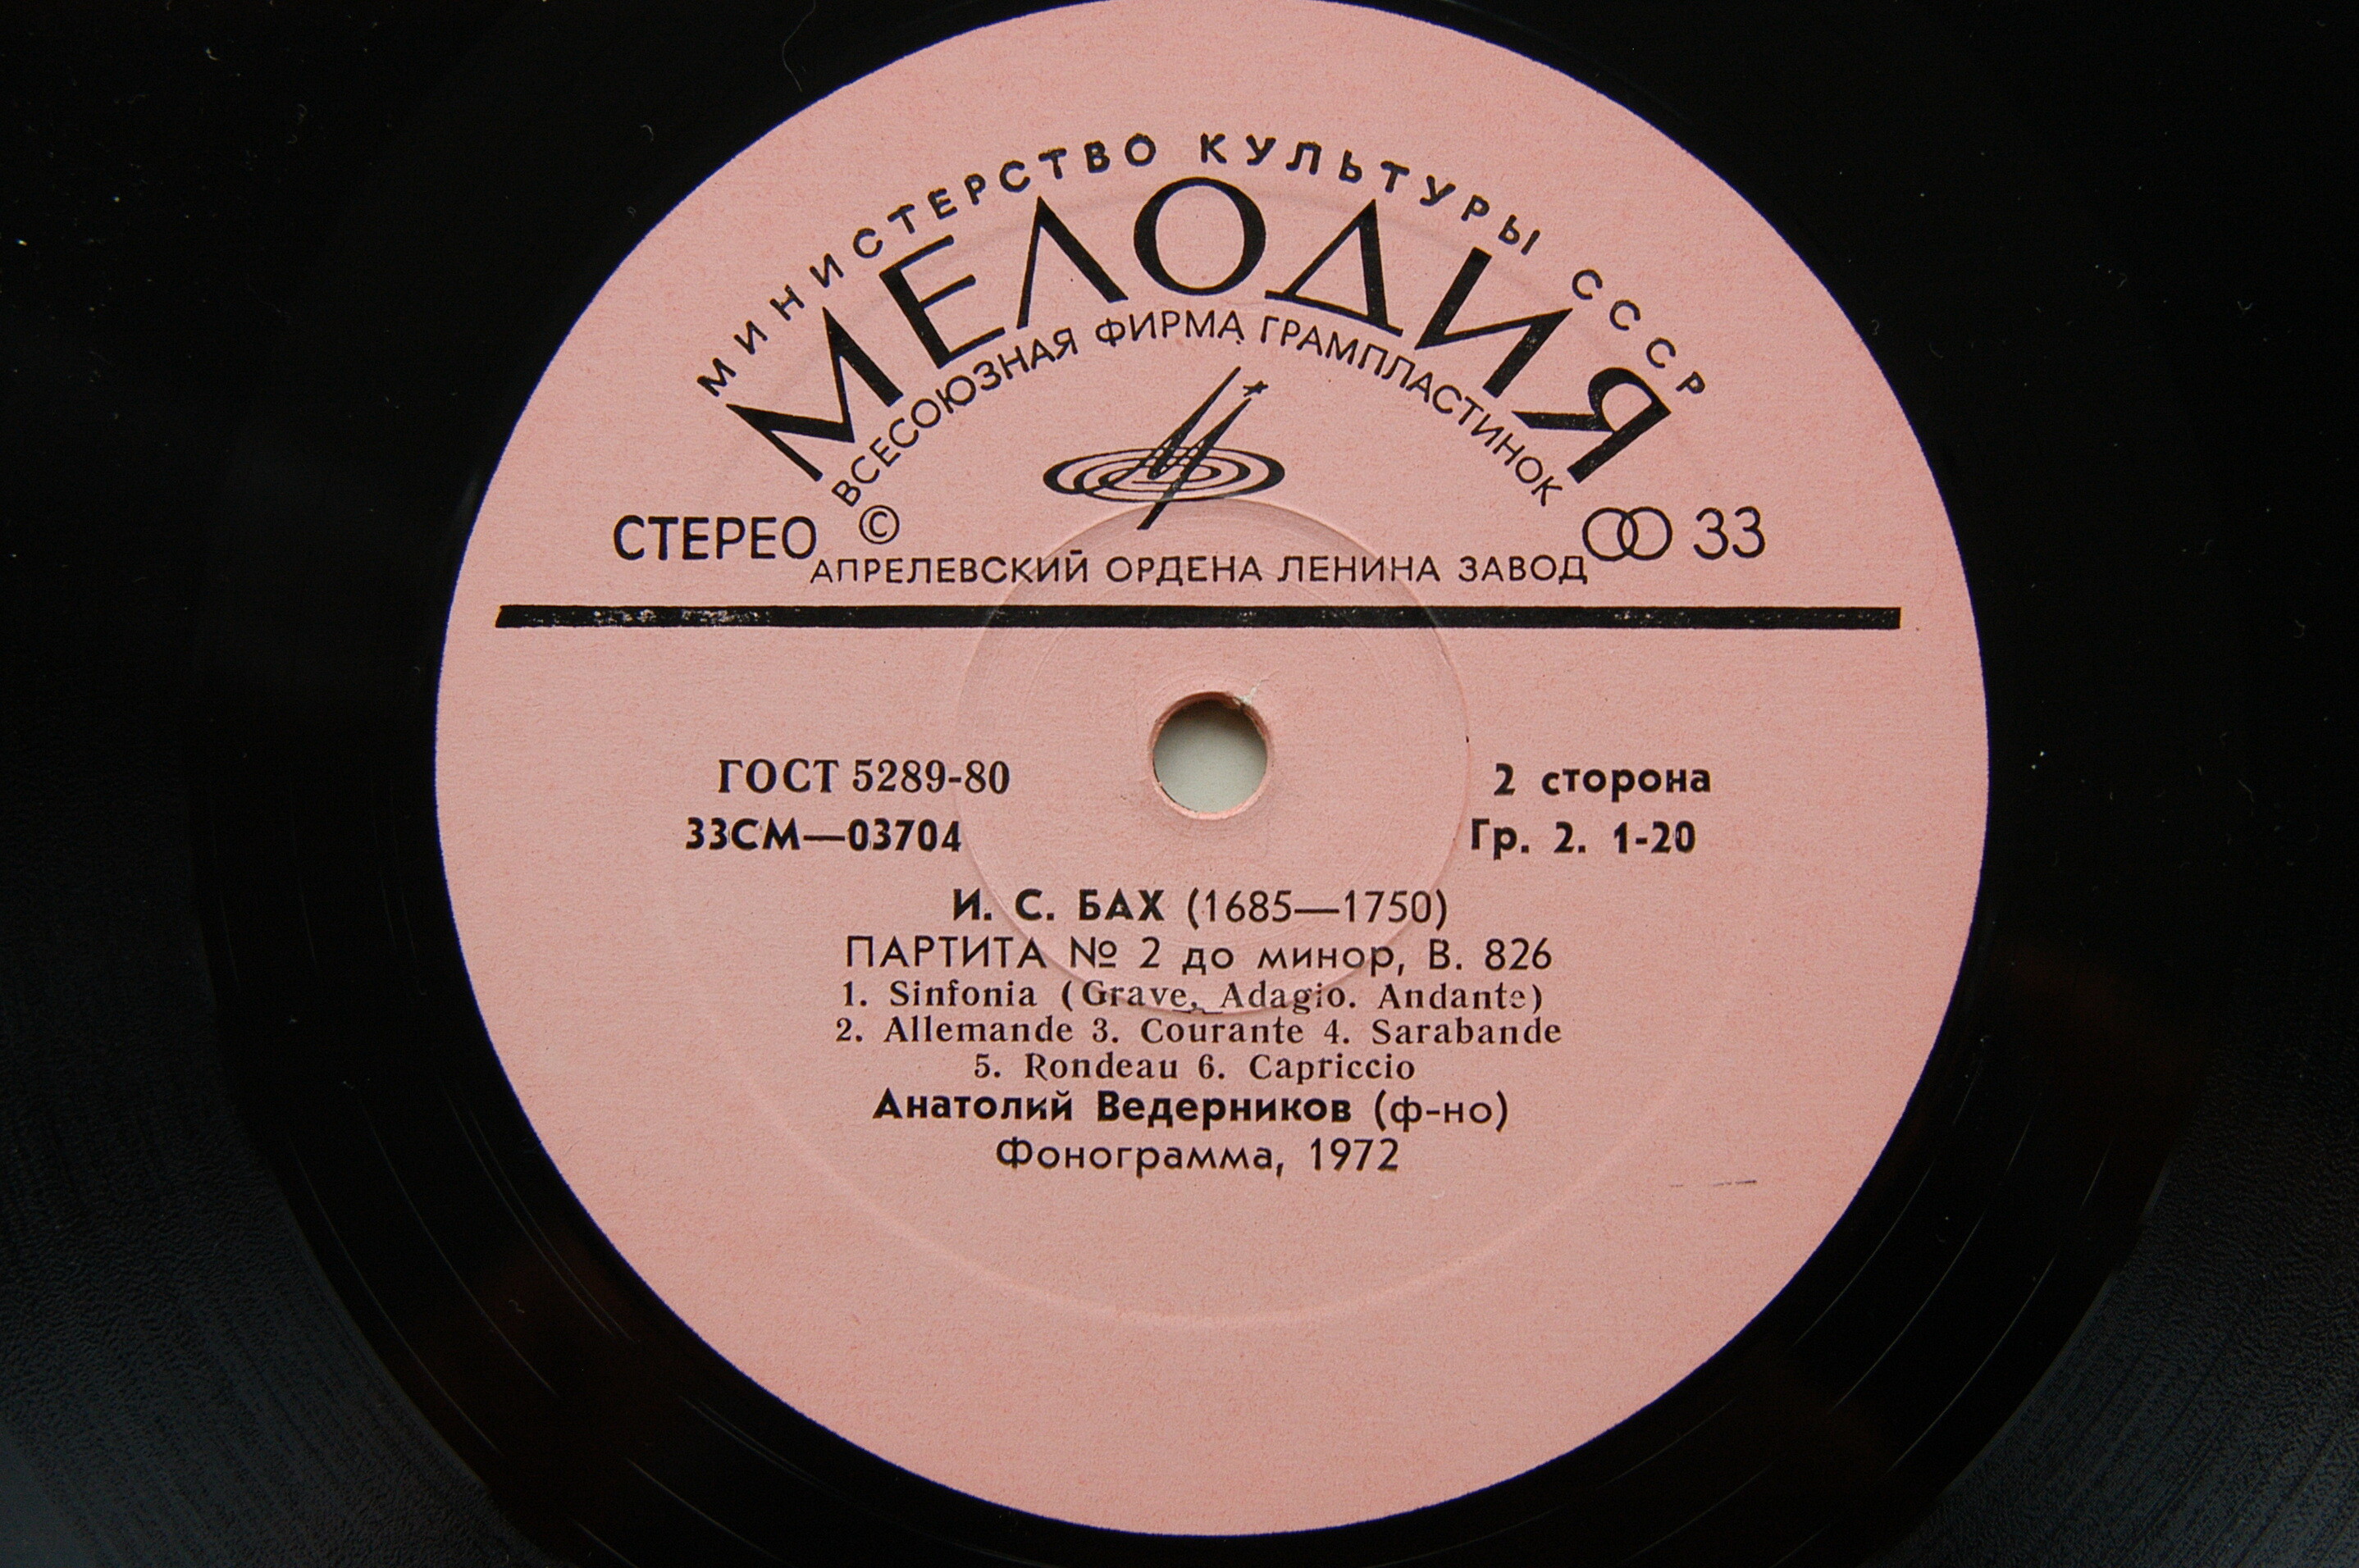 МИНИСТЕРСТВО КУЛЬТУРЫ СССР
МЕЛОДИЯ
ВСЕСОЮЗНАЯ ФИРМА ГРАМПЛАСТИНОК
СТЕРЕО © 33
АПРЕЛЕВСКИЙ ОРДЕНА ЛЕНИНА ЗАВОД
ГОСТ 5289-80 2 сторона
33СМ—03704 Гр. 2. 1-20
И. С. БАХ (1685—1750)
ПАРТИТА № 2 до минор, В. 826
1. Sinfonia (Grave, Adagio. Andante)
2. Allemande 3. Courante 4. Sarabande
5. Rondeau 6. Capriccio
Анатолий Ведерников (ф-но)
Фонограмма, 1972